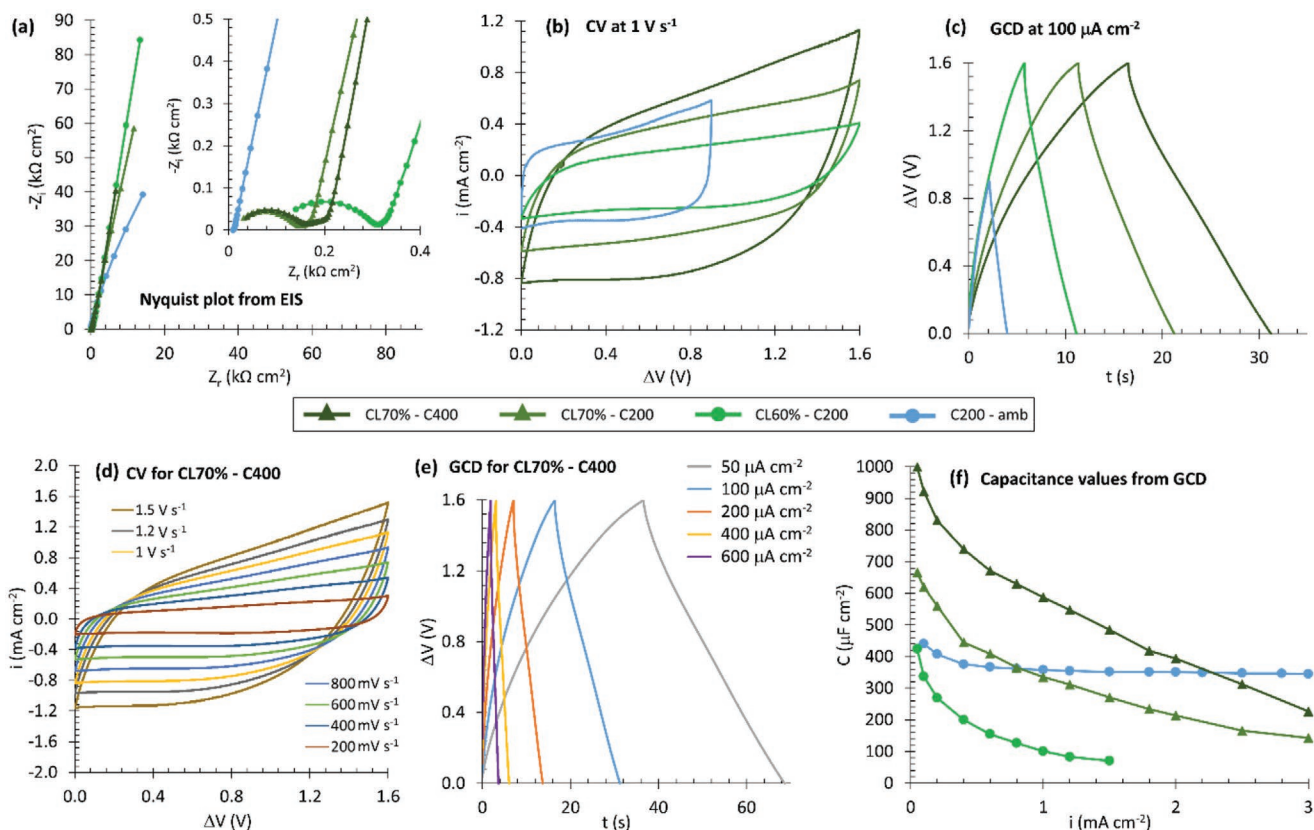 (a)
90
80
70
60
50
40
30
20
10
0
-Zᵢ (kΩ cm²)
0 20 40 60 80
Zᵣ (kΩ cm²)
Nyquist plot from EIS
0.5
0.4
0.3
0.2
0.1
0
-Zᵢ (kΩ cm²)
0 0.2 0.4
Zᵣ (kΩ cm²)
(b) CV at 1 V s⁻¹
1.2
0.8
0.4
0.0
-0.4
-0.8
-1.2
i (mA cm⁻²)
0.0 0.4 0.8 1.2 1.6
ΔV (V)
(c) GCD at 100 µA cm⁻²
1.6
1.2
0.8
0.4
0.0
ΔV (V)
0 10 20 30
t (s)
CL70% - C400 CL70% - C200 CL60% - C200 C200 - amb
(d) CV for CL70% - C400
2.0
1.6
1.2
0.8
0.4
0.0
-0.4
-0.8
-1.2
-1.6
-2.0
i (mA cm⁻²)
1.5 V s⁻¹
1.2 V s⁻¹
1 V s⁻¹
800 mV s⁻¹
600 mV s⁻¹
400 mV s⁻¹
200 mV s⁻¹
0.0 0.4 0.8 1.2 1.6
ΔV (V)
(e) GCD for CL70% - C400
1.6
1.2
0.8
0.4
0.0
ΔV (V)
50 µA cm⁻²
100 µA cm⁻²
200 µA cm⁻²
400 µA cm⁻²
600 µA cm⁻²
0 20 40 60
t (s)
(f) Capacitance values from GCD
1000
900
800
700
600
500
400
300
200
100
0
C (µF cm⁻²)
0 1 2 3
i (mA cm⁻²)